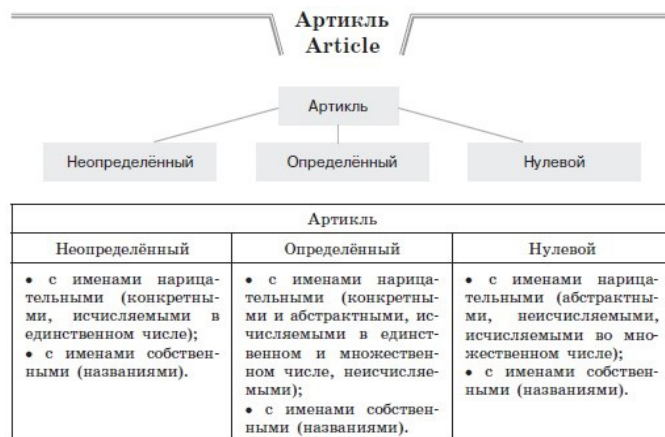 Артикль
Article
Артикль
Неопределённый
Определённый
Нулевой
Артикль
Неопределённый
Определённый
Нулевой
• с именами нарица-
тельными (конкретны-
ми, исчисляемыми в
единственном числе);
• с именами собствен-
ными (названиями).
• с именами нарица-
тельными (конкретны-
ми и абстрактными, ис-
числяемыми в единст-
венном и множествен-
ном числе, неисчисляе-
мыми);
• с именами собствен-
ными (названиями).
• с именами нарица-
тельными (абстрактны-
ми, неисчисляемыми,
исчисляемыми во мно-
жественном числе);
• с именами собствен-
ными (названиями).